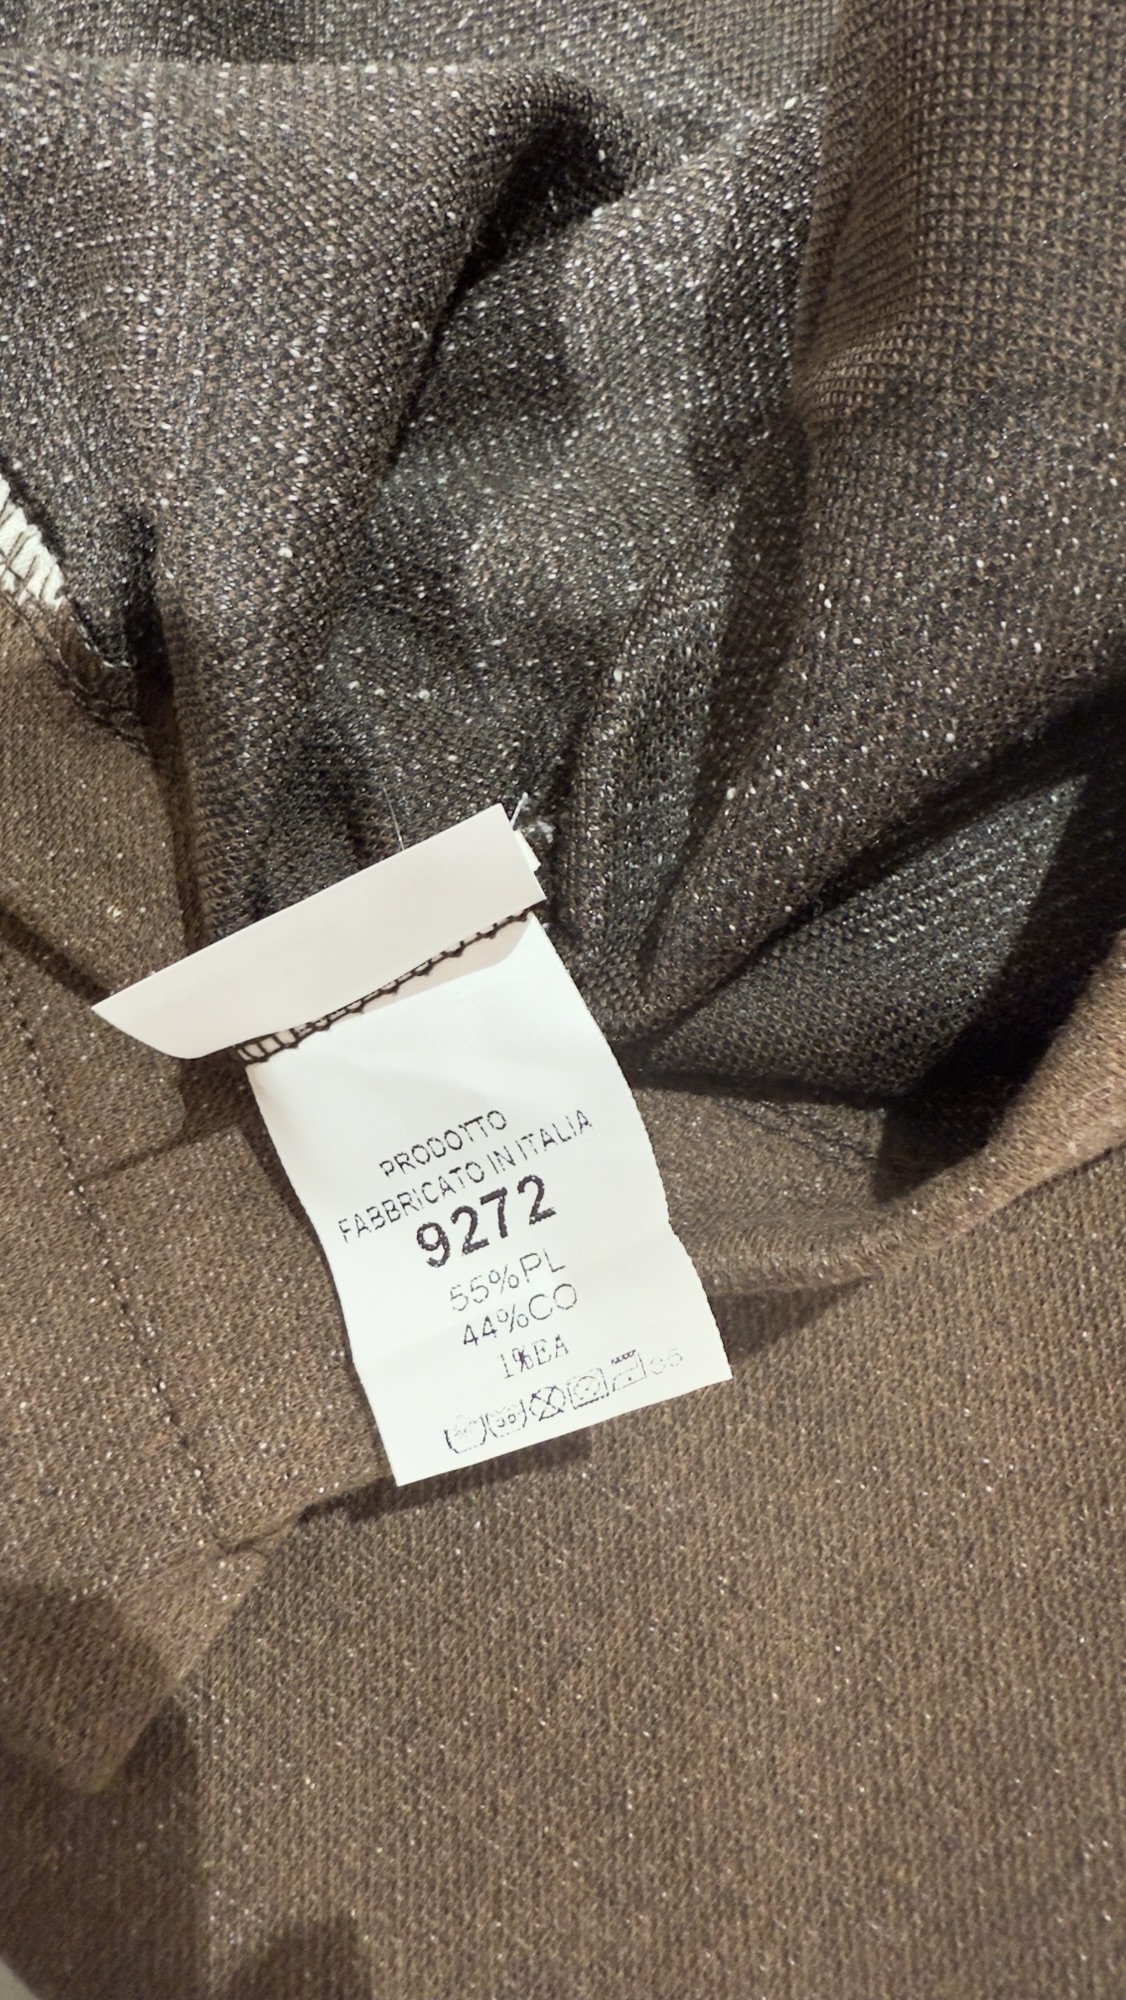 PRODOTTO
FABBRICATO IN ITALIA
9272
55%PL
44%CO
1%EA